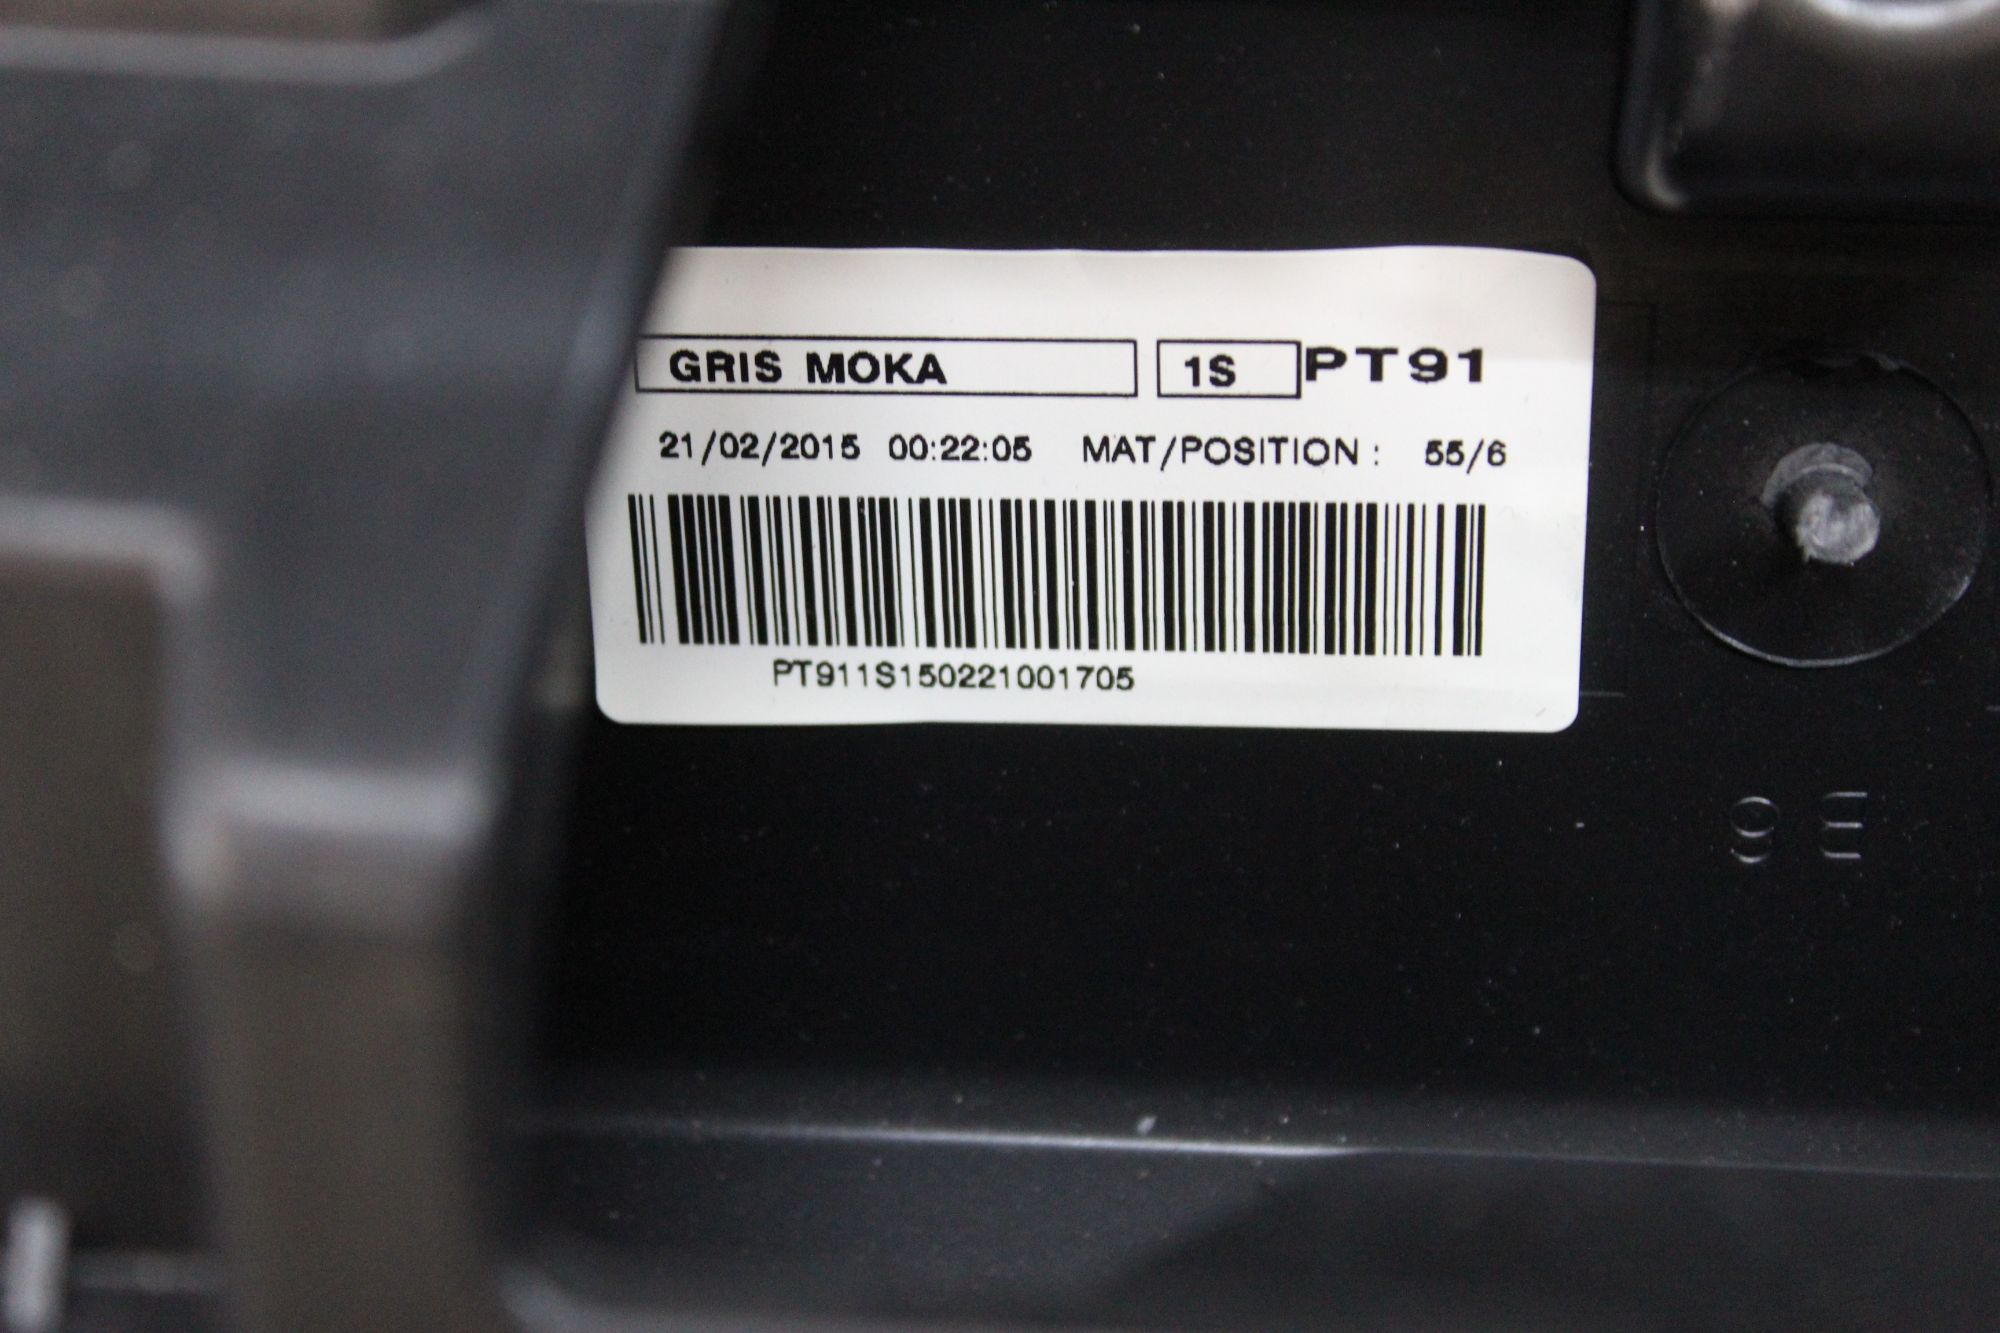 GRIS MOKA 1S PT91
21/02/2015 00:22:05 MAT/POSITION : 55/6
PT911S150221001705